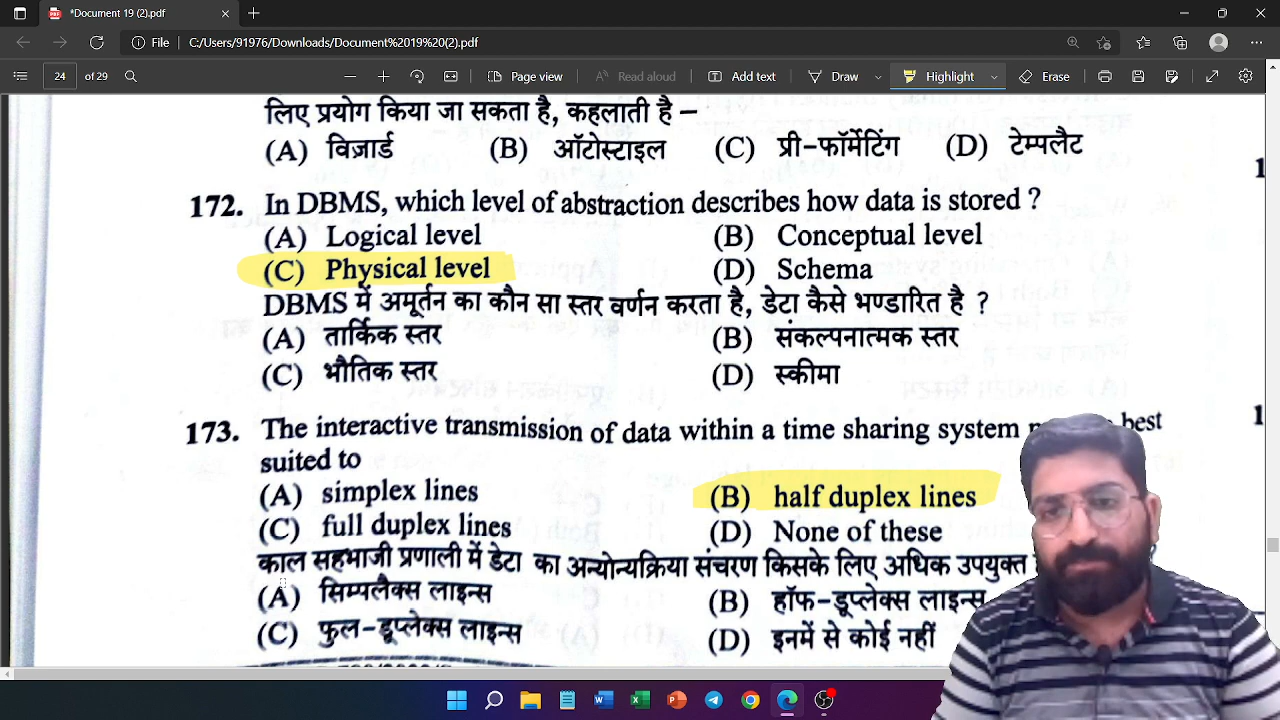 *Document 19 (2).pdf
File C:/Users/91976/Downloads/Document%2019%20(2).pdf
24 of 29 Page view Read aloud Add text Draw Highlight Erase
लिए प्रयोग किया जा सकता है, कहलाती है –
(A) विज़ार्ड (B) ऑटोस्टाइल (C) प्री-फॉर्मेटिंग (D) टेम्पलैट
172. In DBMS, which level of abstraction describes how data is stored ?
(A) Logical level (B) Conceptual level
(C) Physical level (D) Schema
DBMS में अमूर्तन का कौन सा स्तर वर्णन करता है, डेटा कैसे भण्डारित है ?
(A) तार्किक स्तर (B) संकल्पनात्मक स्तर
(C) भौतिक स्तर (D) स्कीमा
173. The interactive transmission of data within a time sharing system best
suited to
(A) simplex lines (B) half duplex lines
(C) full duplex lines (D) None of these
काल सहभाजी प्रणाली में डेटा का अन्योन्यक्रिया संचरण किसके लिए अधिक उपयुक्त
(A) सिम्पलैक्स लाइन्स (B) हॉफ-डूप्लेक्स लाइन्स
(C) फुल-डूप्लेक्स लाइन्स (D) इनमें से कोई नहीं